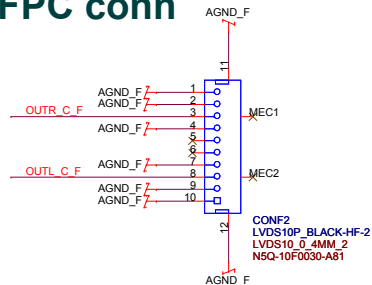 FPC conn
AGND_F
11
AGND_F 1
AGND_F 2
OUTR_C_F 3 MEC1
AGND_F 4
5
6
AGND_F 7
OUTL_C_F 8 MEC2
AGND_F 9
AGND_F 10
12
CONF2
LVDS10P_BLACK-HF-2
LVDS10_0_4MM_2
N5Q-10F0030-A81
AGND_F